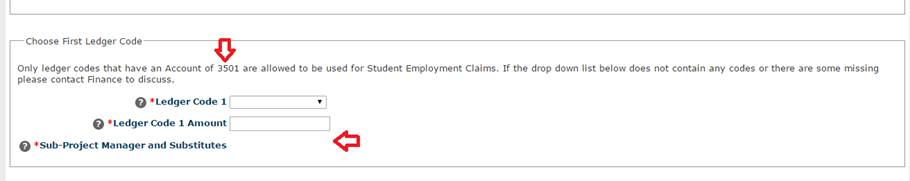 Choose First Ledger Code
Only ledger codes that have an Account of 3501 are allowed to be used for Student Employment Claims. If the drop down list below does not contain any codes or there are some missing
please contact Finance to discuss.
? *Ledger Code 1
? *Ledger Code 1 Amount
? *Sub-Project Manager and Substitutes